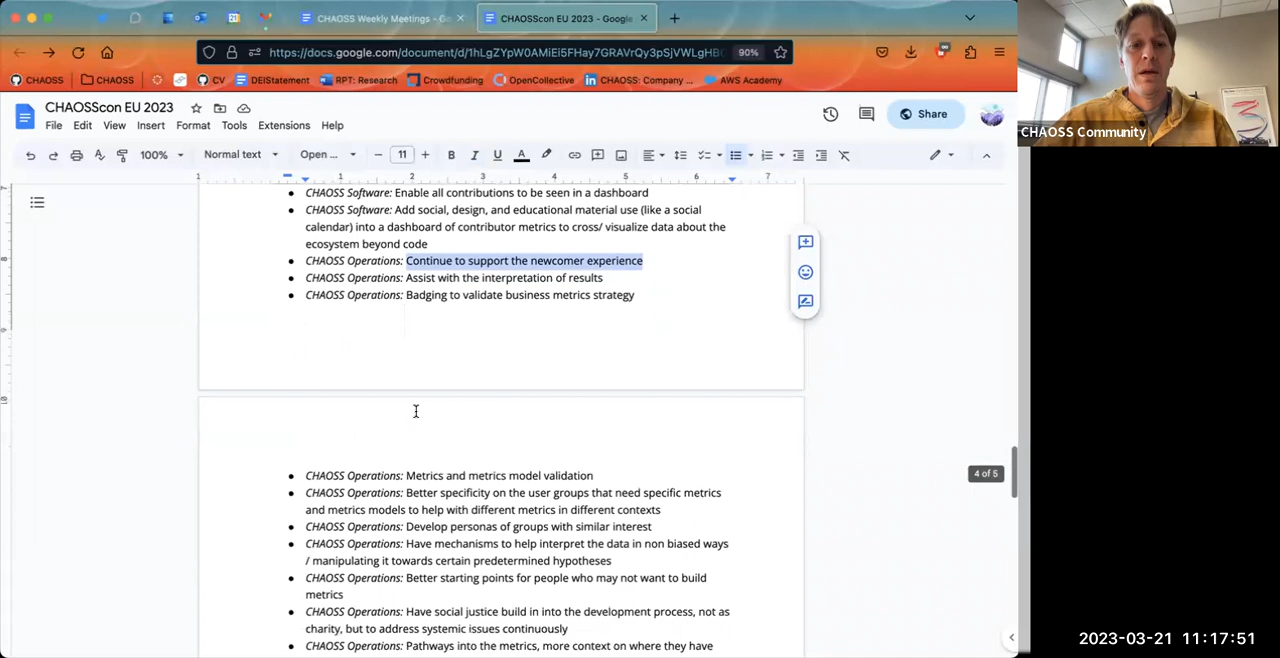 CHAOSS Weekly Meetings - Go
CHAOSScon EU 2023 - Google
https://docs.google.com/document/d/1hLgZYpW0AMiEi5FHay7GRAVrQy3pSjVWLgHB
90%
CHAOSS
CHAOSS
CV
DEIStatement
RPT: Research
Crowdfunding
OpenCollective
CHAOSS: Company ...
AWS Academy
CHAOSScon EU 2023
File Edit View Insert Format Tools Extensions Help
Share
CHAOSS Community
100% Normal text Open ... 11
1 1 2 3 4 5 6 7
CHAOSS Software: Enable all contributions to be seen in a dashboard
CHAOSS Software: Add social, design, and educational material use (like a social
calendar) into a dashboard of contributor metrics to cross/ visualize data about the
ecosystem beyond code
CHAOSS Operations: Continue to support the newcomer experience
CHAOSS Operations: Assist with the interpretation of results
CHAOSS Operations: Badging to validate business metrics strategy
CHAOSS Operations: Metrics and metrics model validation
4 of 5
CHAOSS Operations: Better specificity on the user groups that need specific metrics
and metrics models to help with different metrics in different contexts
CHAOSS Operations: Develop personas of groups with similar interest
CHAOSS Operations: Have mechanisms to help interpret the data in non biased ways
/ manipulating it towards certain predetermined hypotheses
CHAOSS Operations: Better starting points for people who may not want to build
metrics
CHAOSS Operations: Have social justice build in into the development process, not as
charity, but to address systemic issues continuously
CHAOSS Operations: Pathways into the metrics, more context on where they have
2023-03-21 11:17:51